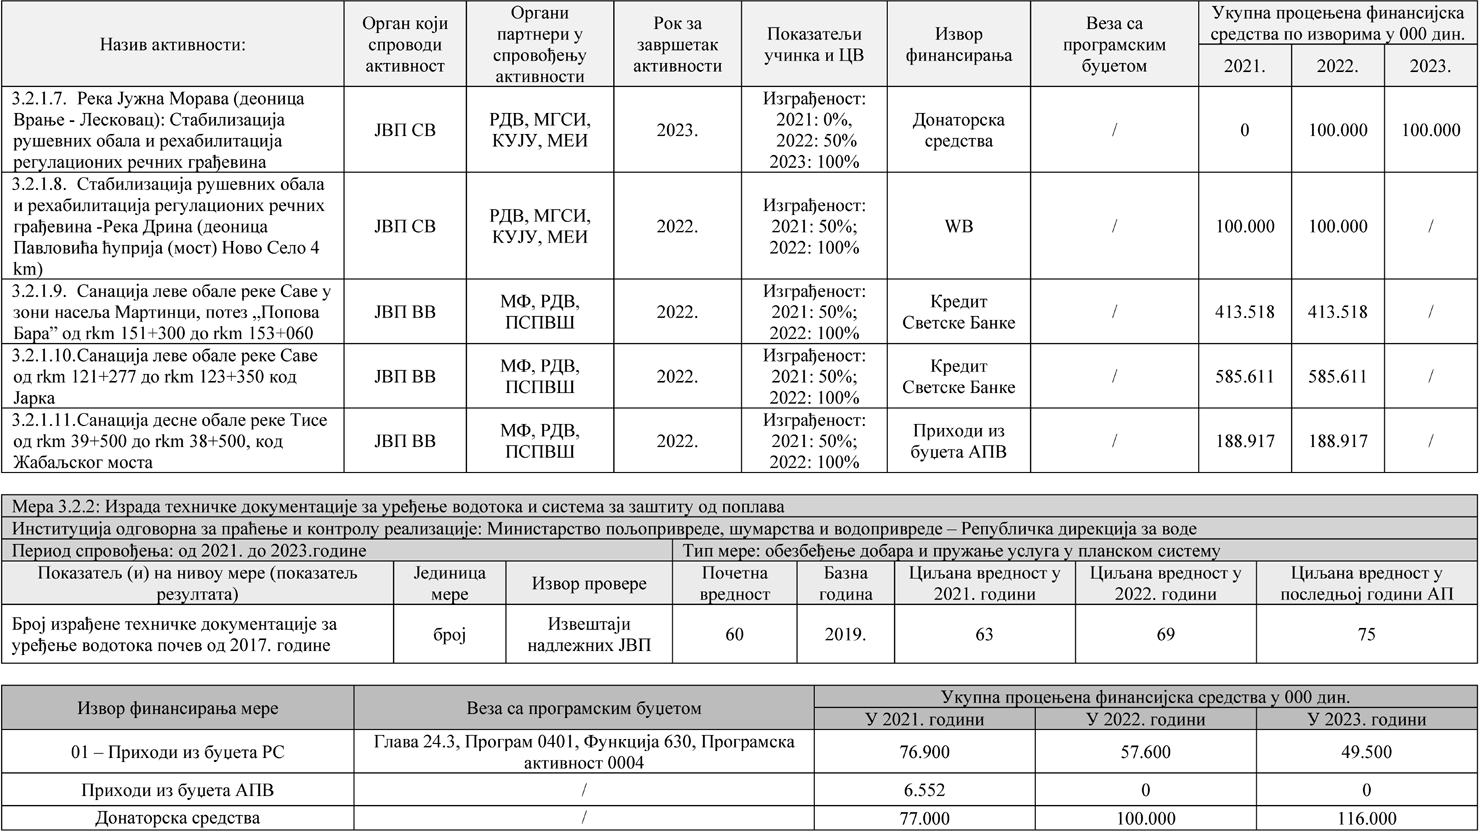 Назив активности:
Орган који спроводи активност
Органи партнери у спровођењу активности
Рок за завршетак активности
Показатељи учинка и ЦВ
Извор финансирања
Веза са програмским буџетом
Укупна процењена финансијска средства по изворима у 000 дин.
2021.
2022.
2023.
3.2.1.7. Река Јужна Морава (деоница
Врање - Лесковац): Стабилизација
рушевних обала и рехабилитација
регулационих речних грађевина
ЈВП СВ
РДВ, МГСИ,
КУЈУ, МЕИ
2023.
Изграђеност:
2021: 0%,
2022: 50%
2023: 100%
Донаторска
средства
/
0
100.000
100.000
3.2.1.8. Стабилизација рушевних обала
и рехабилитација регулационих речних
грађевина -Река Дрина (деоница
Павловића ћуприја (мост) Ново Село 4
km)
ЈВП СВ
РДВ, МГСИ,
КУЈУ, МЕИ
2022.
Изграђеност:
2021: 50%;
2022: 100%
WB
/
100.000
100.000
/
3.2.1.9. Санација леве обале реке Саве у
зони насеља Мартинци, потез „Попова
Бара” од rkm 151+300 до rkm 153+060
ЈВП ВВ
МФ, РДВ,
ПСПВШ
2022.
Изграђеност:
2021: 50%;
2022: 100%
Кредит
Светске Банке
/
413.518
413.518
/
3.2.1.10.Санација леве обале реке Саве
од rkm 121+277 до rkm 123+350 код
Јарка
ЈВП ВВ
МФ, РДВ,
ПСПВШ
2022.
Изграђеност:
2021: 50%;
2022: 100%
Кредит
Светске Банке
/
585.611
585.611
/
3.2.1.11.Санација десне обале реке Тисе
од rkm 39+500 до rkm 38+500, код
Жабаљског моста
ЈВП ВВ
МФ, РДВ,
ПСПВШ
2022.
Изграђеност:
2021: 50%;
2022: 100%
Приходи из
буџета АПВ
/
188.917
188.917
/
Мера 3.2.2: Израда техничке документације за уређење водотока и система за заштиту од поплава
Институција одговорна за праћење и контролу реализације: Министарство пољопривреде, шумарства и водопривреде – Републичка дирекција за воде
Период спровођења: од 2021. до 2023.године
Тип мере: обезбеђење добара и пружање услуга у планском систему
Показатељ (и) на нивоу мере (показатељ
резултата)
Јединица
мере
Извор провере
Почетна
вредност
Базна
година
Циљана вредност у
2021. години
Циљана вредност у
2022. години
Циљана вредност у
последњој години АП
Број израђене техничке документације за
уређење водотока почев од 2017. године
број
Извештаји
надлежних ЈВП
60
2019.
63
69
75
Извор финансирања мере
Веза са програмским буџетом
Укупна процењена финансијска средства у 000 дин.
У 2021. години
У 2022. години
У 2023. години
01 – Приходи из буџета РС
Глава 24.3, Програм 0401, Функција 630, Програмска
активност 0004
76.900
57.600
49.500
Приходи из буџета АПВ
/
6.552
0
0
Донаторска средства
/
77.000
100.000
116.000